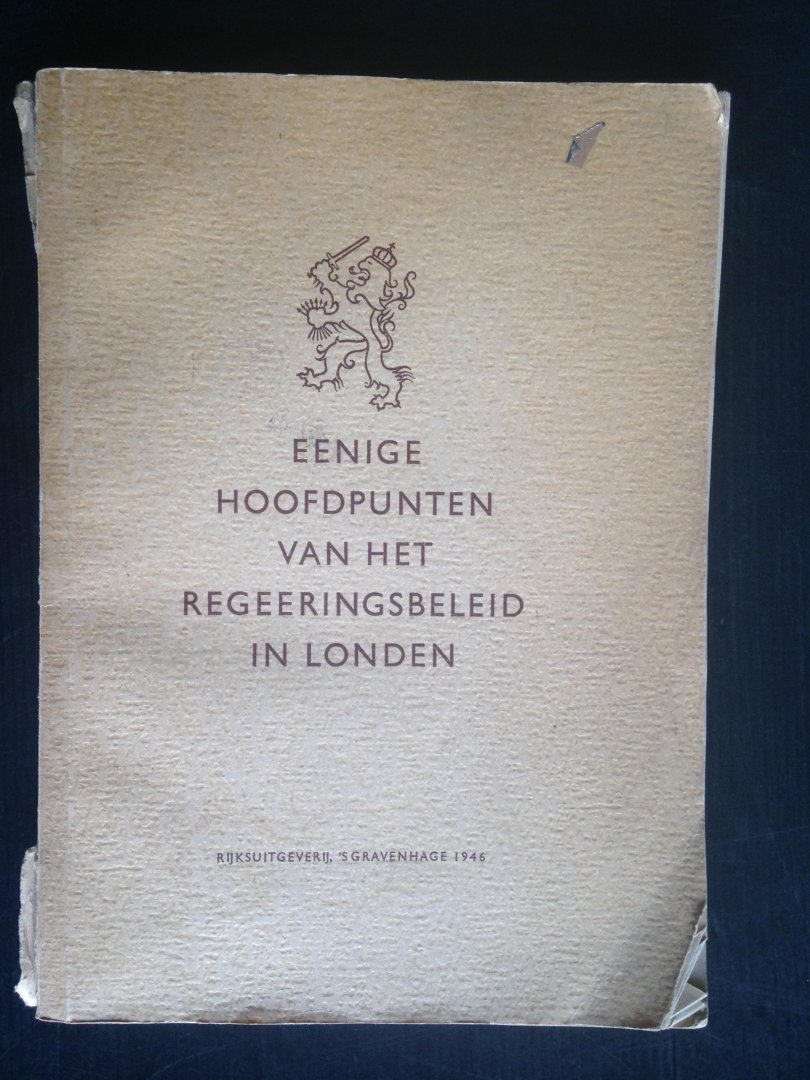 EENIGE
HOOFDPUNTEN
VAN HET
REGEERINGSBELEID
IN LONDEN
RIJKSUITGEVERIJ, 'S GRAVENHAGE 1946